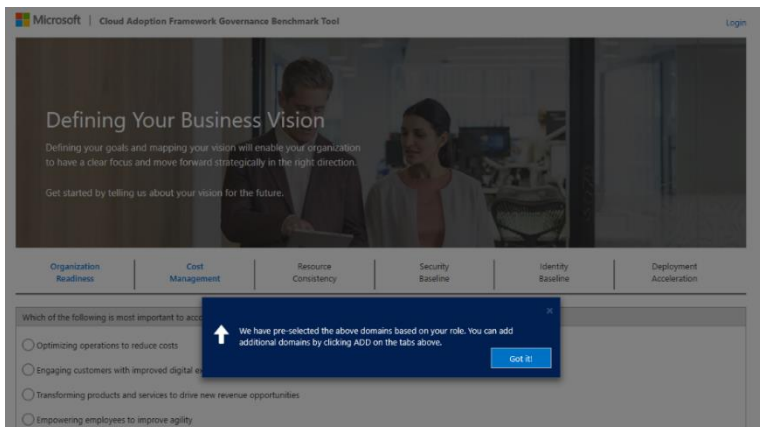 Microsoft | Cloud Adoption Framework Governance Benchmark Tool
Login
Defining Your Business Vision
Defining your goals and mapping your vision will enable your organization
to have a clear focus and move forward strategically in the right direction.
Get started by telling us about your vision for the future.
Organization
Readiness
Cost
Management
Resource
Consistency
Security
Baseline
Identity
Baseline
Deployment
Acceleration
Which of the following is most important to
We have pre-selected the above domains based on your role. You can add
additional domains by clicking ADD on the tabs above.
Got it!
Optimizing operations to reduce costs
Engaging customers with improved digital
Transforming products and services to drive new revenue opportunities
Empowering employees to improve agility